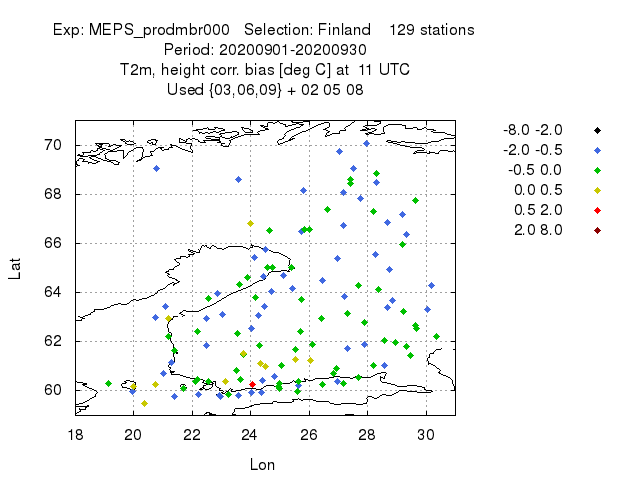 Exp: MEPS_prodmbr000 Selection: Finland 129 stations
Period: 20200901-20200930
T2m, height corr. bias [deg C] at 11 UTC
Used {03,06,09} + 02 05 08
-8.0 -2.0
-2.0 -0.5
-0.5 0.0
0.0 0.5
0.5 2.0
2.0 8.0
70
68
66
64
62
60
Lat
18 20 22 24 26 28 30
Lon